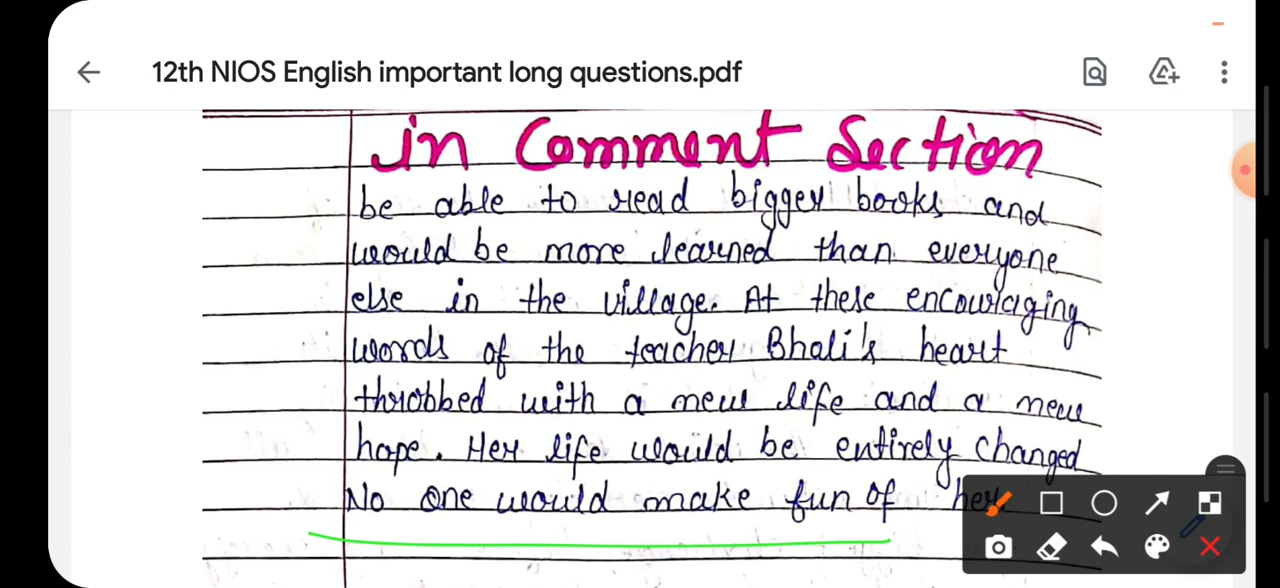 12th NIOS English important long questions.pdf
in Comment Section
be able to read bigger books and
would be more learned than everyone
else in the village. At these encouraging
words of the teacher Bholi's heart
throbbed with a new life and a new
hope. Her life would be entirely changed
No one would make fun of her